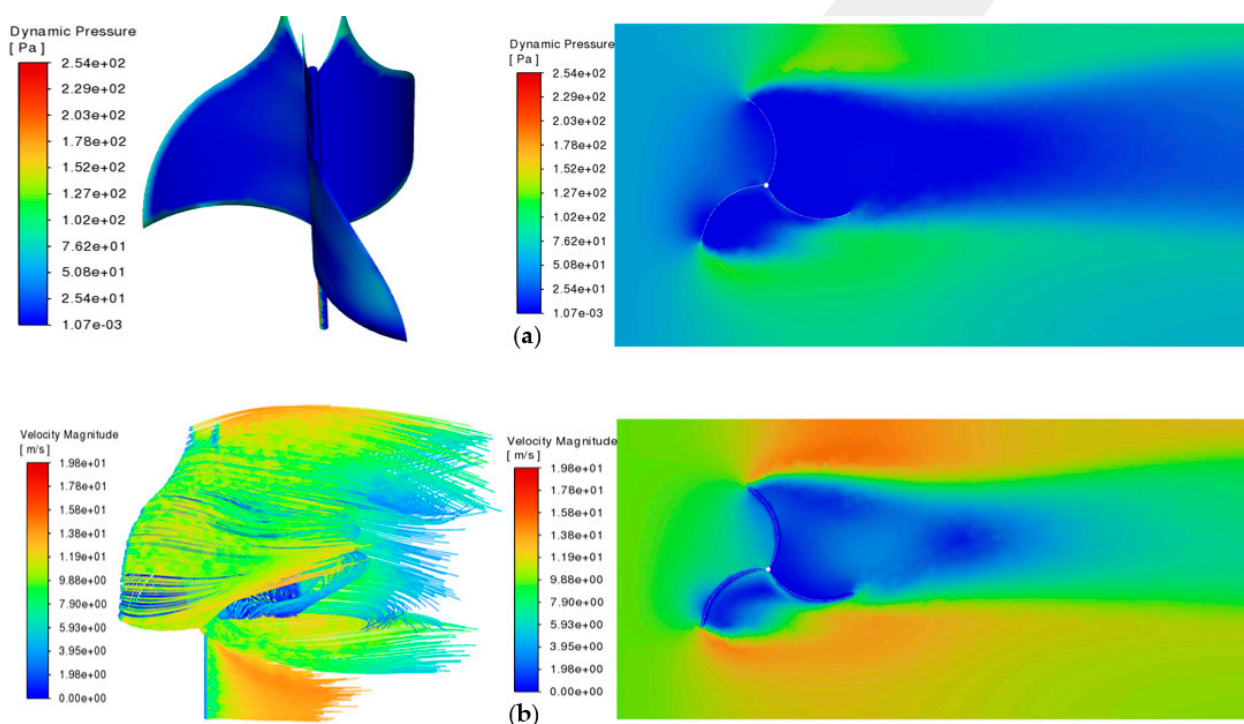 Dynamic Pressure
[ Pa ]
2.54e+02
2.29e+02
2.03e+02
1.78e+02
1.52e+02
1.27e+02
1.02e+02
7.62e+01
5.08e+01
2.54e+01
1.07e-03
Dynamic Pressure
[ Pa ]
2.54e+02
2.29e+02
2.03e+02
1.78e+02
1.52e+02
1.27e+02
1.02e+02
7.62e+01
5.08e+01
2.54e+01
1.07e-03
(a)
Velocity Magnitude
[ m/s ]
1.98e+01
1.78e+01
1.58e+01
1.38e+01
1.19e+01
9.88e+00
7.90e+00
5.93e+00
3.95e+00
1.98e+00
0.00e+00
Velocity Magnitude
[ m/s ]
1.98e+01
1.78e+01
1.58e+01
1.38e+01
1.19e+01
9.88e+00
7.90e+00
5.93e+00
3.95e+00
1.98e+00
0.00e+00
(b)